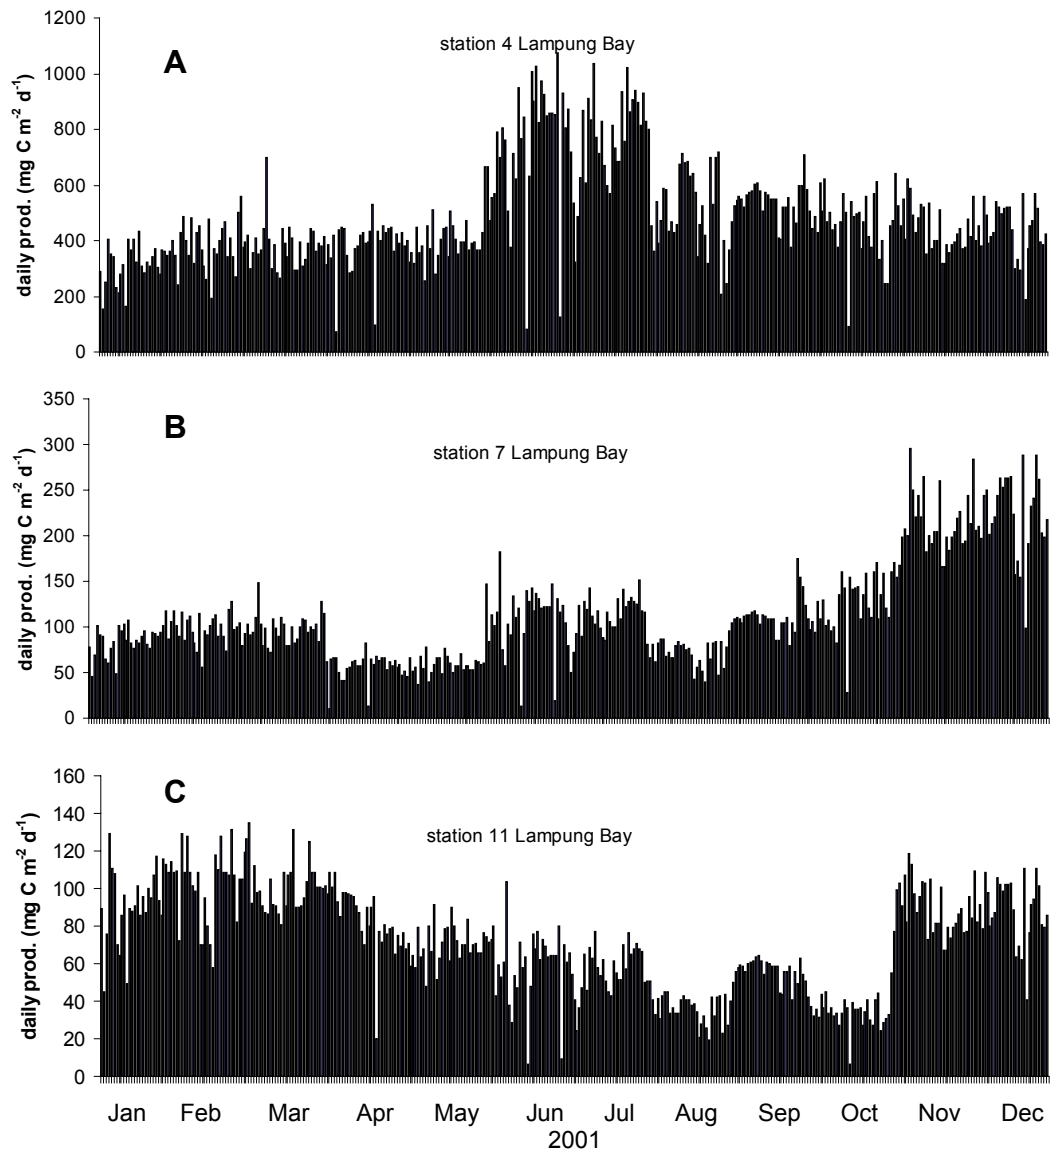 1200
A
station 4 Lampung Bay
1000
800
600
400
200
0
daily prod. (mg C m-2 d-1)
350
B
300
station 7 Lampung Bay
250
200
150
100
50
0
daily prod. (mg C m-2 d-1)
160
C
140
station 11 Lampung Bay
120
100
80
60
40
20
0
daily prod. (mg C m-2 d-1)
Jan Feb Mar Apr May Jun Jul Aug Sep Oct Nov Dec
2001